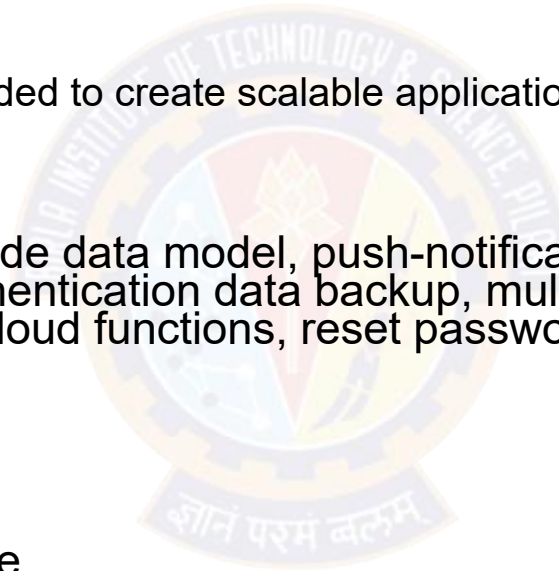 ded to create scalable applicatio
TECHNOLOGY &
de data model, push-notifica
nentication data backup, mul
loud functions, reset passwo
ज्ञानं परमं बलम्
e